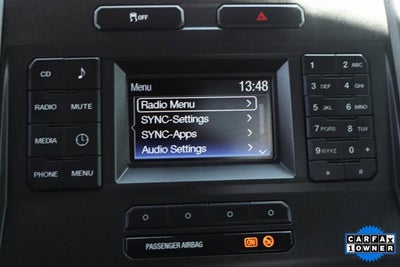 OFF
CD
RADIO MUTE
MEDIA
PHONE MENU
Menu 13:48
Radio Menu >
SYNC-Settings >
SYNC-Apps >
Audio Settings >
1 2 ABC
3 DEF 4 GHI
5 JKL 6 MNO
7 PQRS 8 TUV
9 WXYZ 0 +
* #
PASSENGER AIRBAG ON
CARFAX
1 OWNER